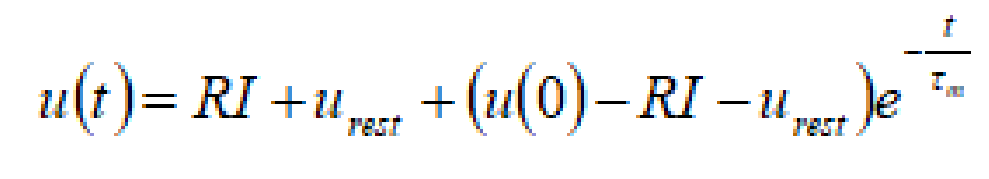 u(t)= RI + u_rest + (u(0) − RI − u_rest)e^(−t/τ_m)